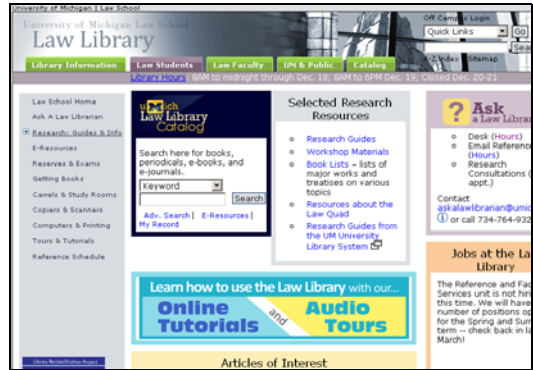 University of Michigan | Law School
University of Michigan Law School
Law Library
Off Campus Login
Quick Links
Go
Sea
A-Z Index Sitemap
Library Information
Law Students
Law Faculty
UM & Public
Catalog
Library Hours: 8AM to midnight through Dec. 18; 8AM to 6PM Dec. 19; Closed Dec. 20-21
Law School Home
Ask A Law Librarian
Research: Guides & Info
E-Resources
Reserves & Exams
Getting Books
Carrels & Study Rooms
Copiers & Scanners
Computers & Printing
Tours & Tutorials
Reference Schedule
Library Reclassification Project
uMich
Law Library
Catalog
Search here for books,
periodicals, e-books, and
e-journals.
Keyword
Search
Adv. Search | E-Resources |
My Record
Selected Research
Resources
Research Guides
Workshop Materials
Book Lists – lists of
major works and
treatises on various
topics
Resources about the
Law Quad
Research Guides from
the UM University
Library System
? Ask
a Law Librarian
Desk (Hours)
Email Reference
(Hours)
Research
Consultations (
appt.)
Contact
askalawlibrarian@umic
or call 734-764-932
Learn how to use the Law Library with our...
Online
Tutorials
and
Audio
Tours
Jobs at the La
Library
The Reference and Fac
Services unit is not hiri
this time. We will have
number of positions op
for the Spring and Sum
term -- check back in la
March!
Articles of Interest